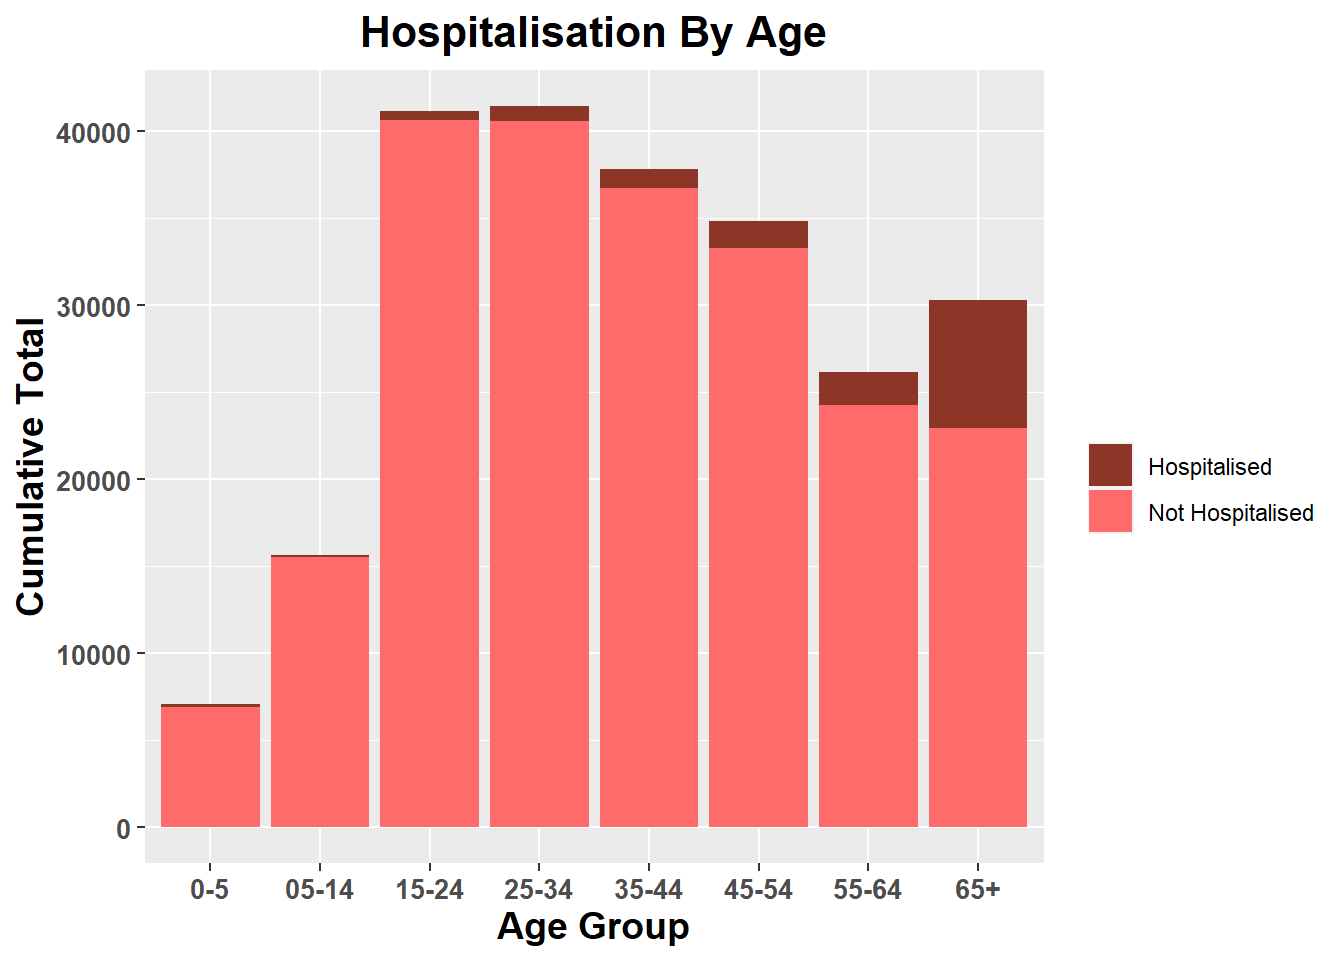 Hospitalisation By Age
Cumulative Total
40000
30000
20000
10000
0
0-5 05-14 15-24 25-34 35-44 45-54 55-64 65+
Age Group
Hospitalised
Not Hospitalised